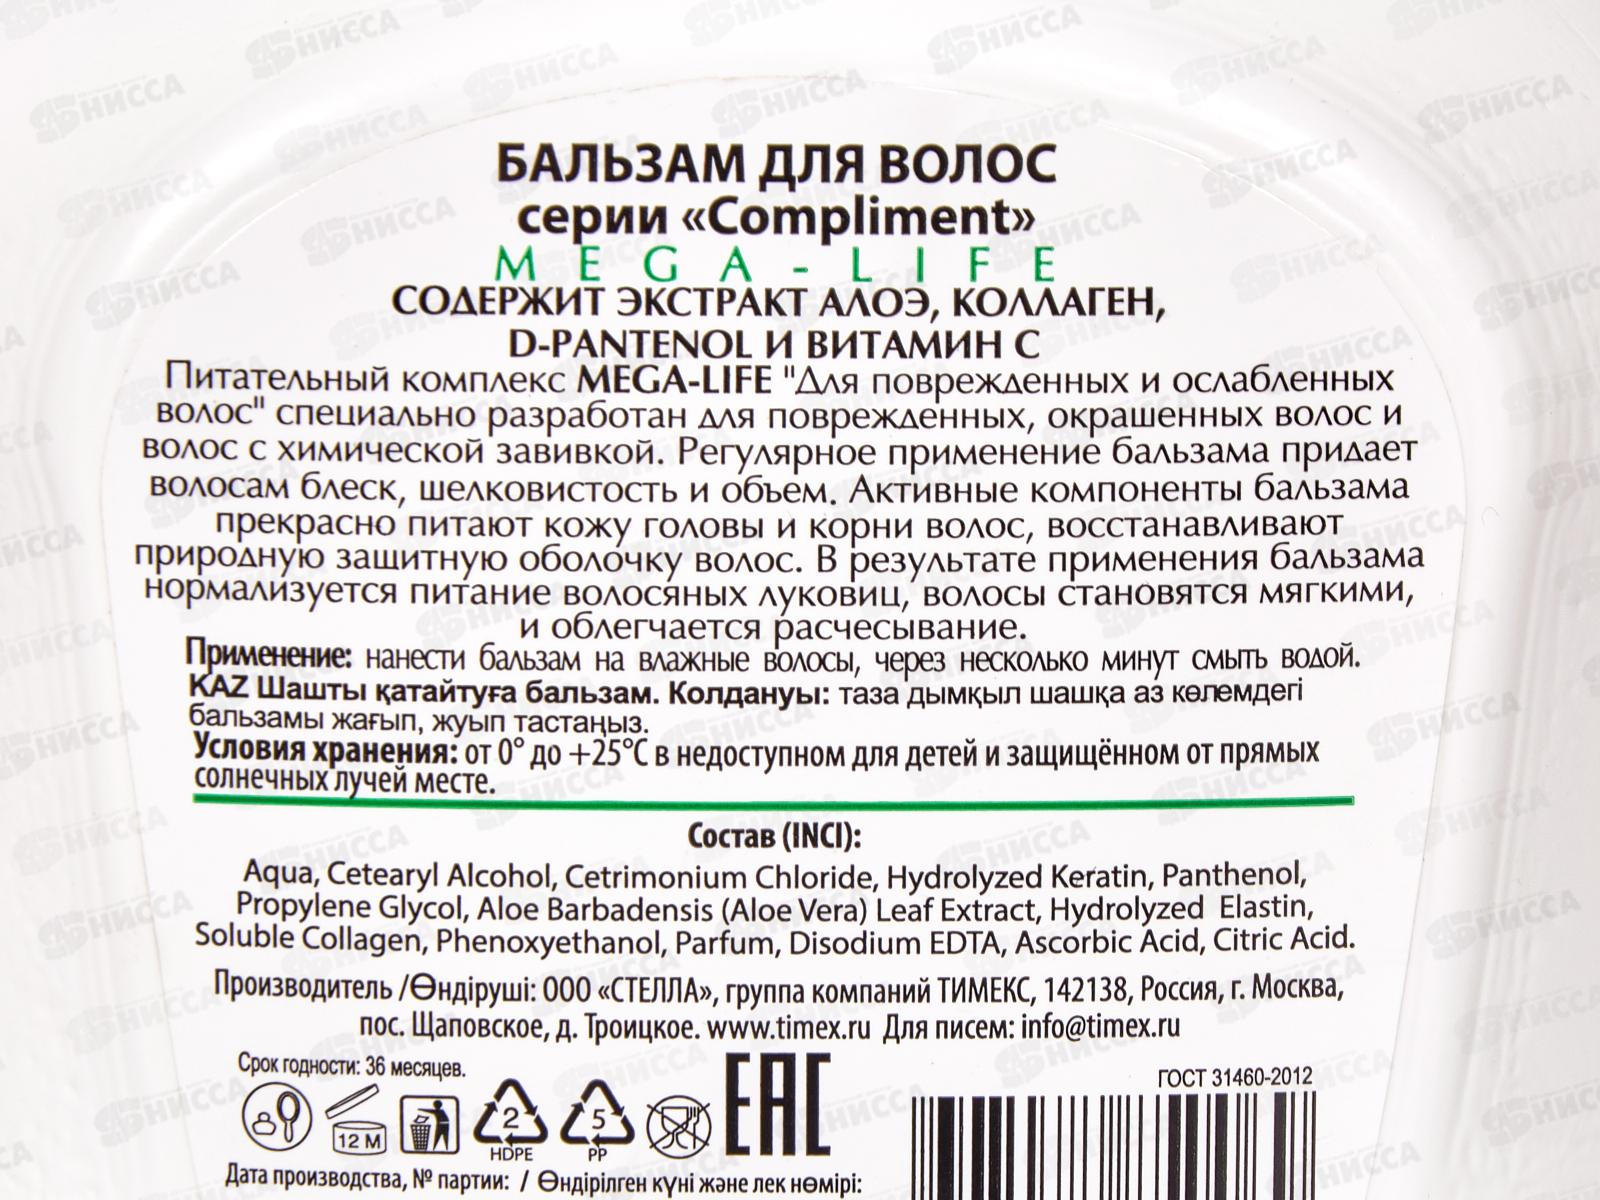 БАЛЬЗАМ ДЛЯ ВОЛОС
серии «Compliment»
MEGA-LIFE
СОДЕРЖИТ ЭКСТРАКТ АЛОЭ, КОЛЛАГЕН,
D-PANTENOL И ВИТАМИН С
Питательный комплекс MEGA-LIFE "Для поврежденных и ослабленных
волос" специально разработан для поврежденных, окрашенных волос и
волос с химической завивкой. Регулярное применение бальзама придает
волосам блеск, шелковистость и объем. Активные компоненты бальзама
прекрасно питают кожу головы и корни волос, восстанавливают
природную защитную оболочку волос. В результате применения бальзама
нормализуется питание волосяных луковиц, волосы становятся мягкими,
и облегчается расчесывание.
Применение: нанести бальзам на влажные волосы, через несколько минут смыть водой.
KAZ Шашты қатайтуға бальзам. Колдануы: таза дымқыл шашқа аз көлемдегі
бальзамы жағып, жуып тастаңыз.
Условия хранения: от 0° до +25°С в недоступном для детей и защищённом от прямых
солнечных лучей месте.
Состав (INCI):
Aqua, Cetearyl Alcohol, Cetrimonium Chloride, Hydrolyzed Keratin, Panthenol,
Propylene Glycol, Aloe Barbadensis (Aloe Vera) Leaf Extract, Hydrolyzed Elastin,
Soluble Collagen, Phenoxyethanol, Parfum, Disodium EDTA, Ascorbic Acid, Citric Acid.
Производитель /Өндіруші: ООО «СТЕЛЛА», группа компаний ТИМЕКС, 142138, Россия, г. Москва,
пос. Щаповское, д. Троицкое. www.timex.ru Для писем: info@timex.ru
Срок годности: 36 месяцев.
ГОСТ 31460-2012
12 М
2
HDPE
5
PP
ЕАС
Дата производства, № партии: / Өндірілген күні және лек нөмірі:
НИССА